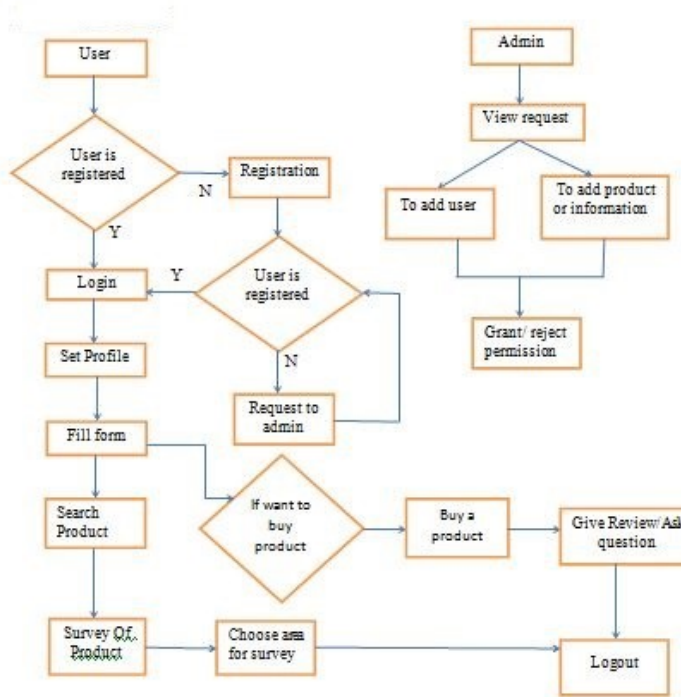 User
Admin
View request
User is
registered
N
Registration
To add user
To add product
or information
Y
Y
Login
User is
registered
Grant/ reject
permission
Set Profile
N
Request to
admin
Fill form
If want to
buy
product
Search
Product
Buy a
product
Give Review/Ask
question
Survey Of
Product
Choose area
for survey
Logout